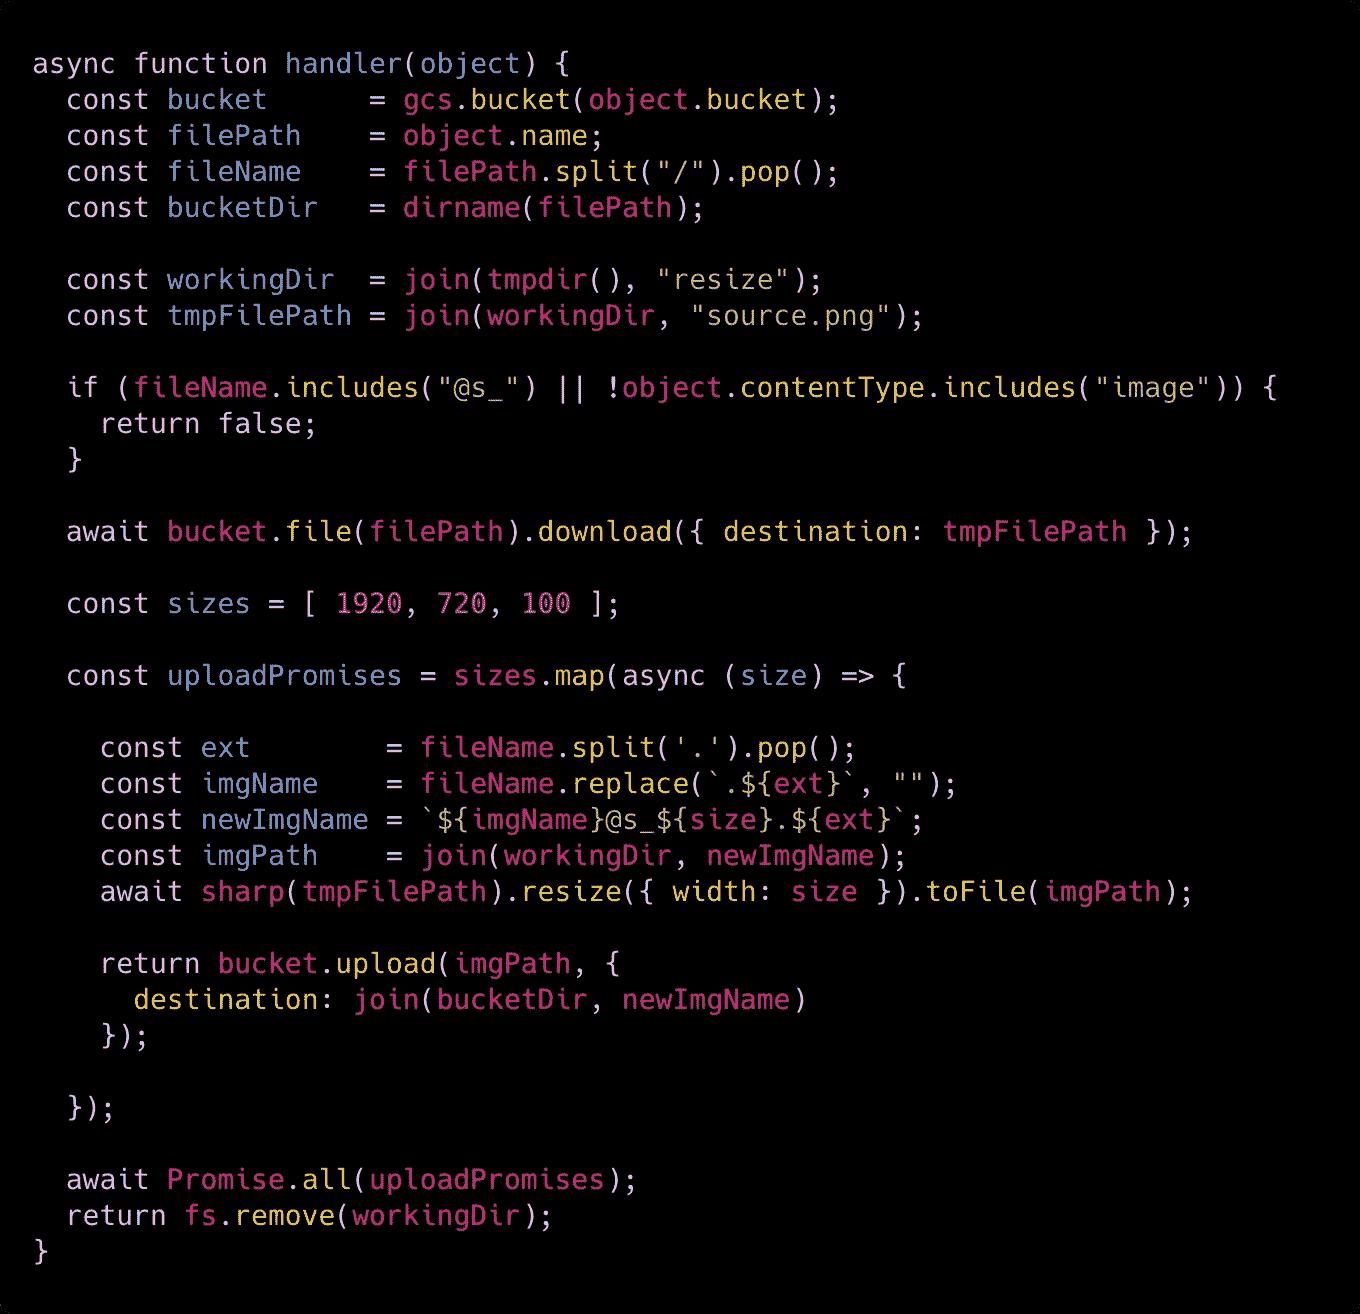 async function handler(object) {
  const bucket      = gcs.bucket(object.bucket);
  const filePath    = object.name;
  const fileName    = filePath.split("/").pop();
  const bucketDir   = dirname(filePath);

  const workingDir  = join(tmpdir(), "resize");
  const tmpFilePath = join(workingDir, "source.png");

  if (fileName.includes("@s_") || !object.contentType.includes("image")) {
    return false;
  }

  await bucket.file(filePath).download({ destination: tmpFilePath });

  const sizes = [ 1920, 720, 100 ];

  const uploadPromises = sizes.map(async (size) => {

    const ext        = fileName.split('.').pop();
    const imgName    = fileName.replace(`.${ext}`, "");
    const newImgName = `${imgName}@s_${size}.${ext}`;
    const imgPath    = join(workingDir, newImgName);
    await sharp(tmpFilePath).resize({ width: size }).toFile(imgPath);

    return bucket.upload(imgPath, {
      destination: join(bucketDir, newImgName)
    });

  });

  await Promise.all(uploadPromises);
  return fs.remove(workingDir);
}